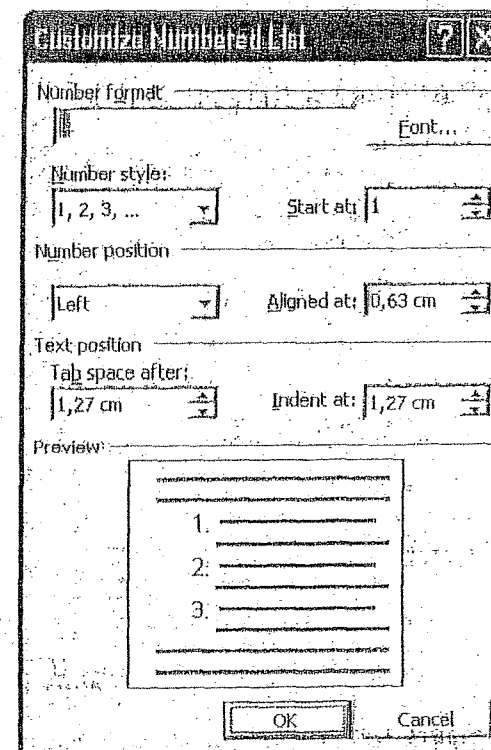 Customize Numbered List ? X
Number format
Font...
Number style:
1, 2, 3, ... Start at: 1
Number position
Left Aligned at: 0,63 cm
Text position
Tab space after:
1,27 cm Indent at: 1,27 cm
Preview
1.
2.
3.
OK Cancel